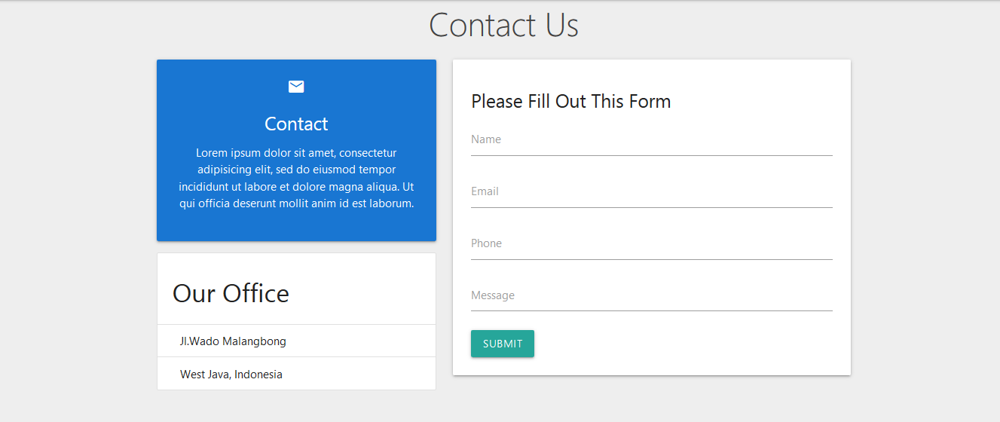 Contact Us
Contact
Lorem ipsum dolor sit amet, consectetur
adipisicing elit, sed do eiusmod tempor
incididunt ut labore et dolore magna aliqua. Ut
qui officia deserunt mollit anim id est laborum.
Our Office
Jl.Wado Malangbong
West Java, Indonesia
Please Fill Out This Form
Name
Email
Phone
Message
SUBMIT